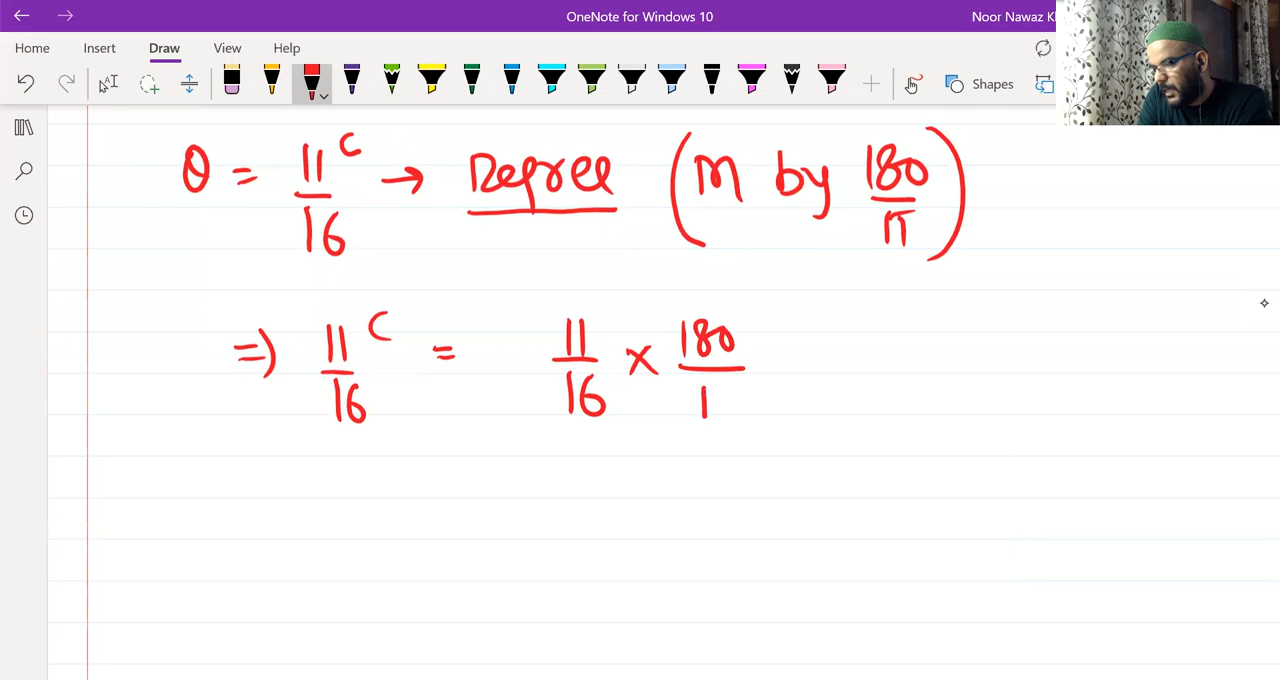 OneNote for Windows 10
Noor Nawaz Kh
Home Insert Draw View Help
Shapes
θ = 11/16 ᶜ → Degree (M by 180/π)
⇒ 11/16 ᶜ = 11/16 × 180/1